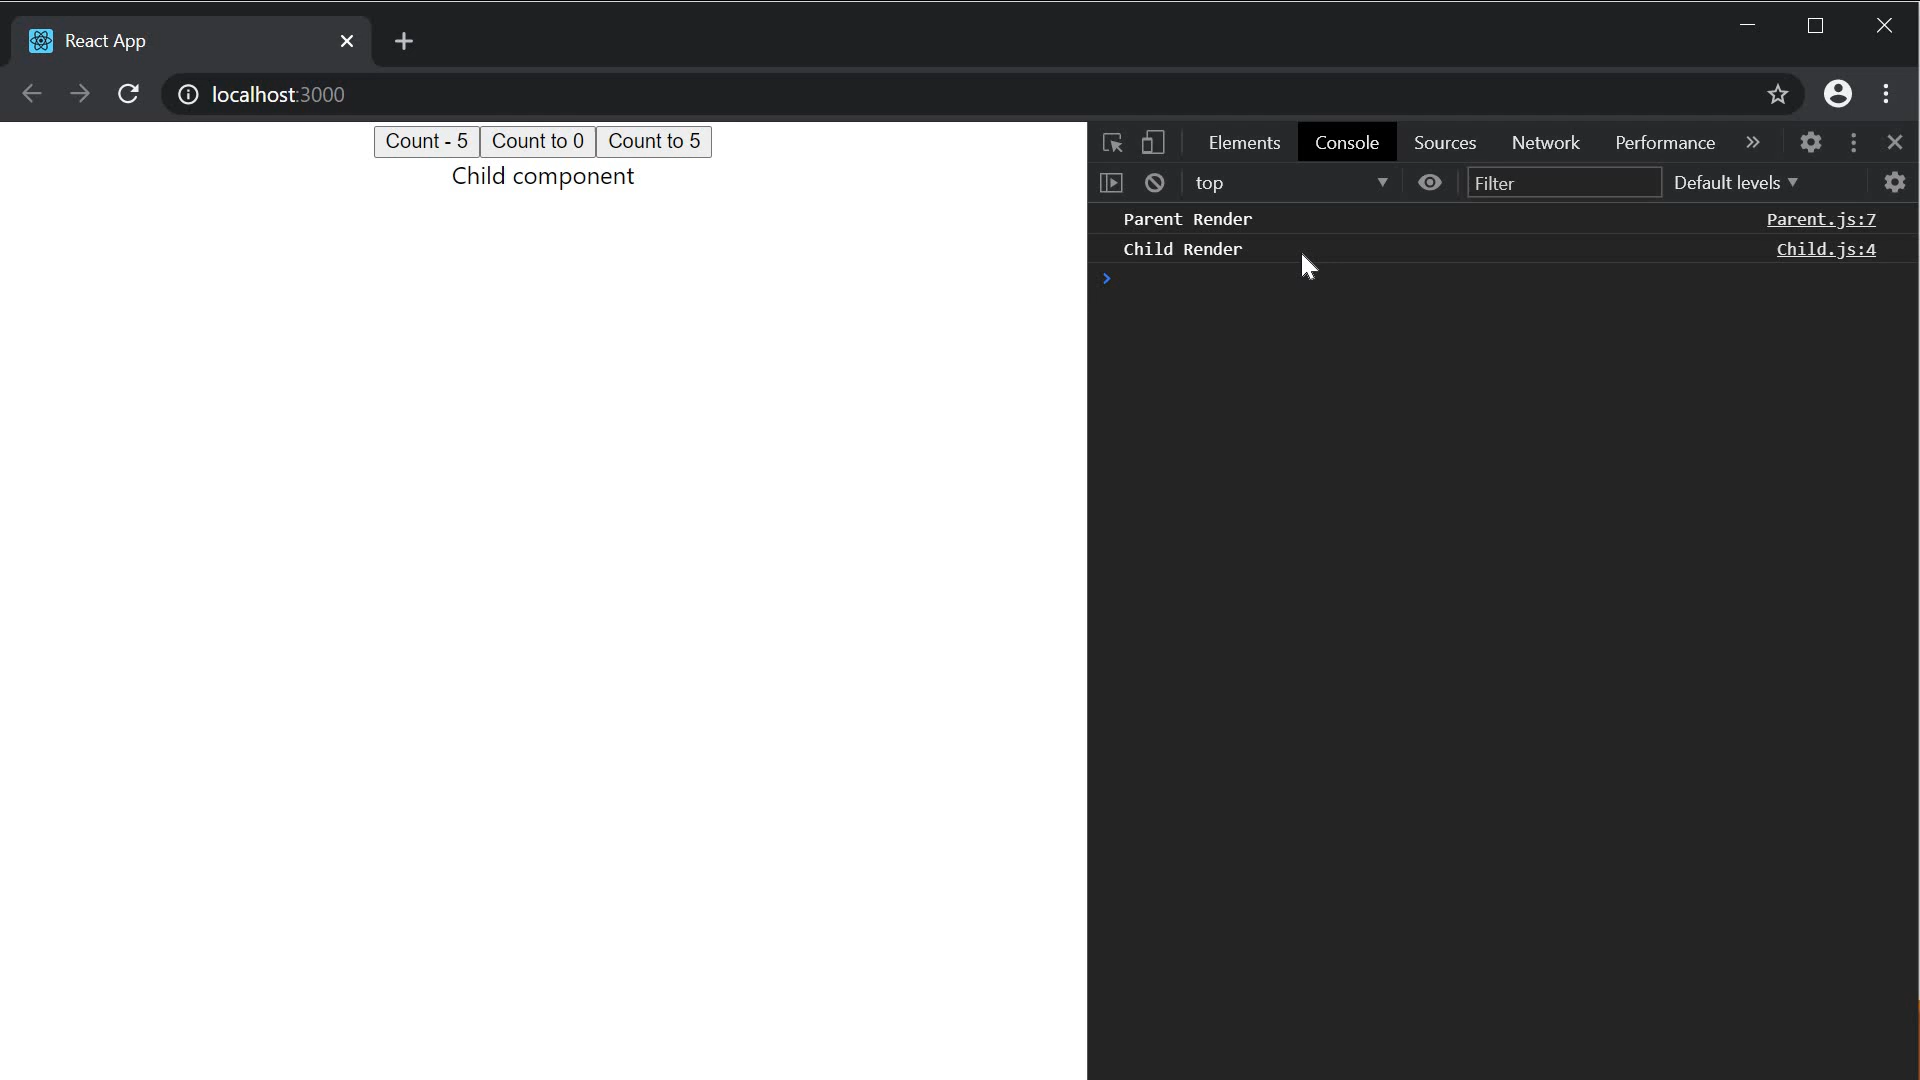 React App
localhost:3000
Count - 5 Count to 0 Count to 5
Child component
Elements Console Sources Network Performance »
top Filter Default levels
Parent Render Parent.js:7
Child Render Child.js:4